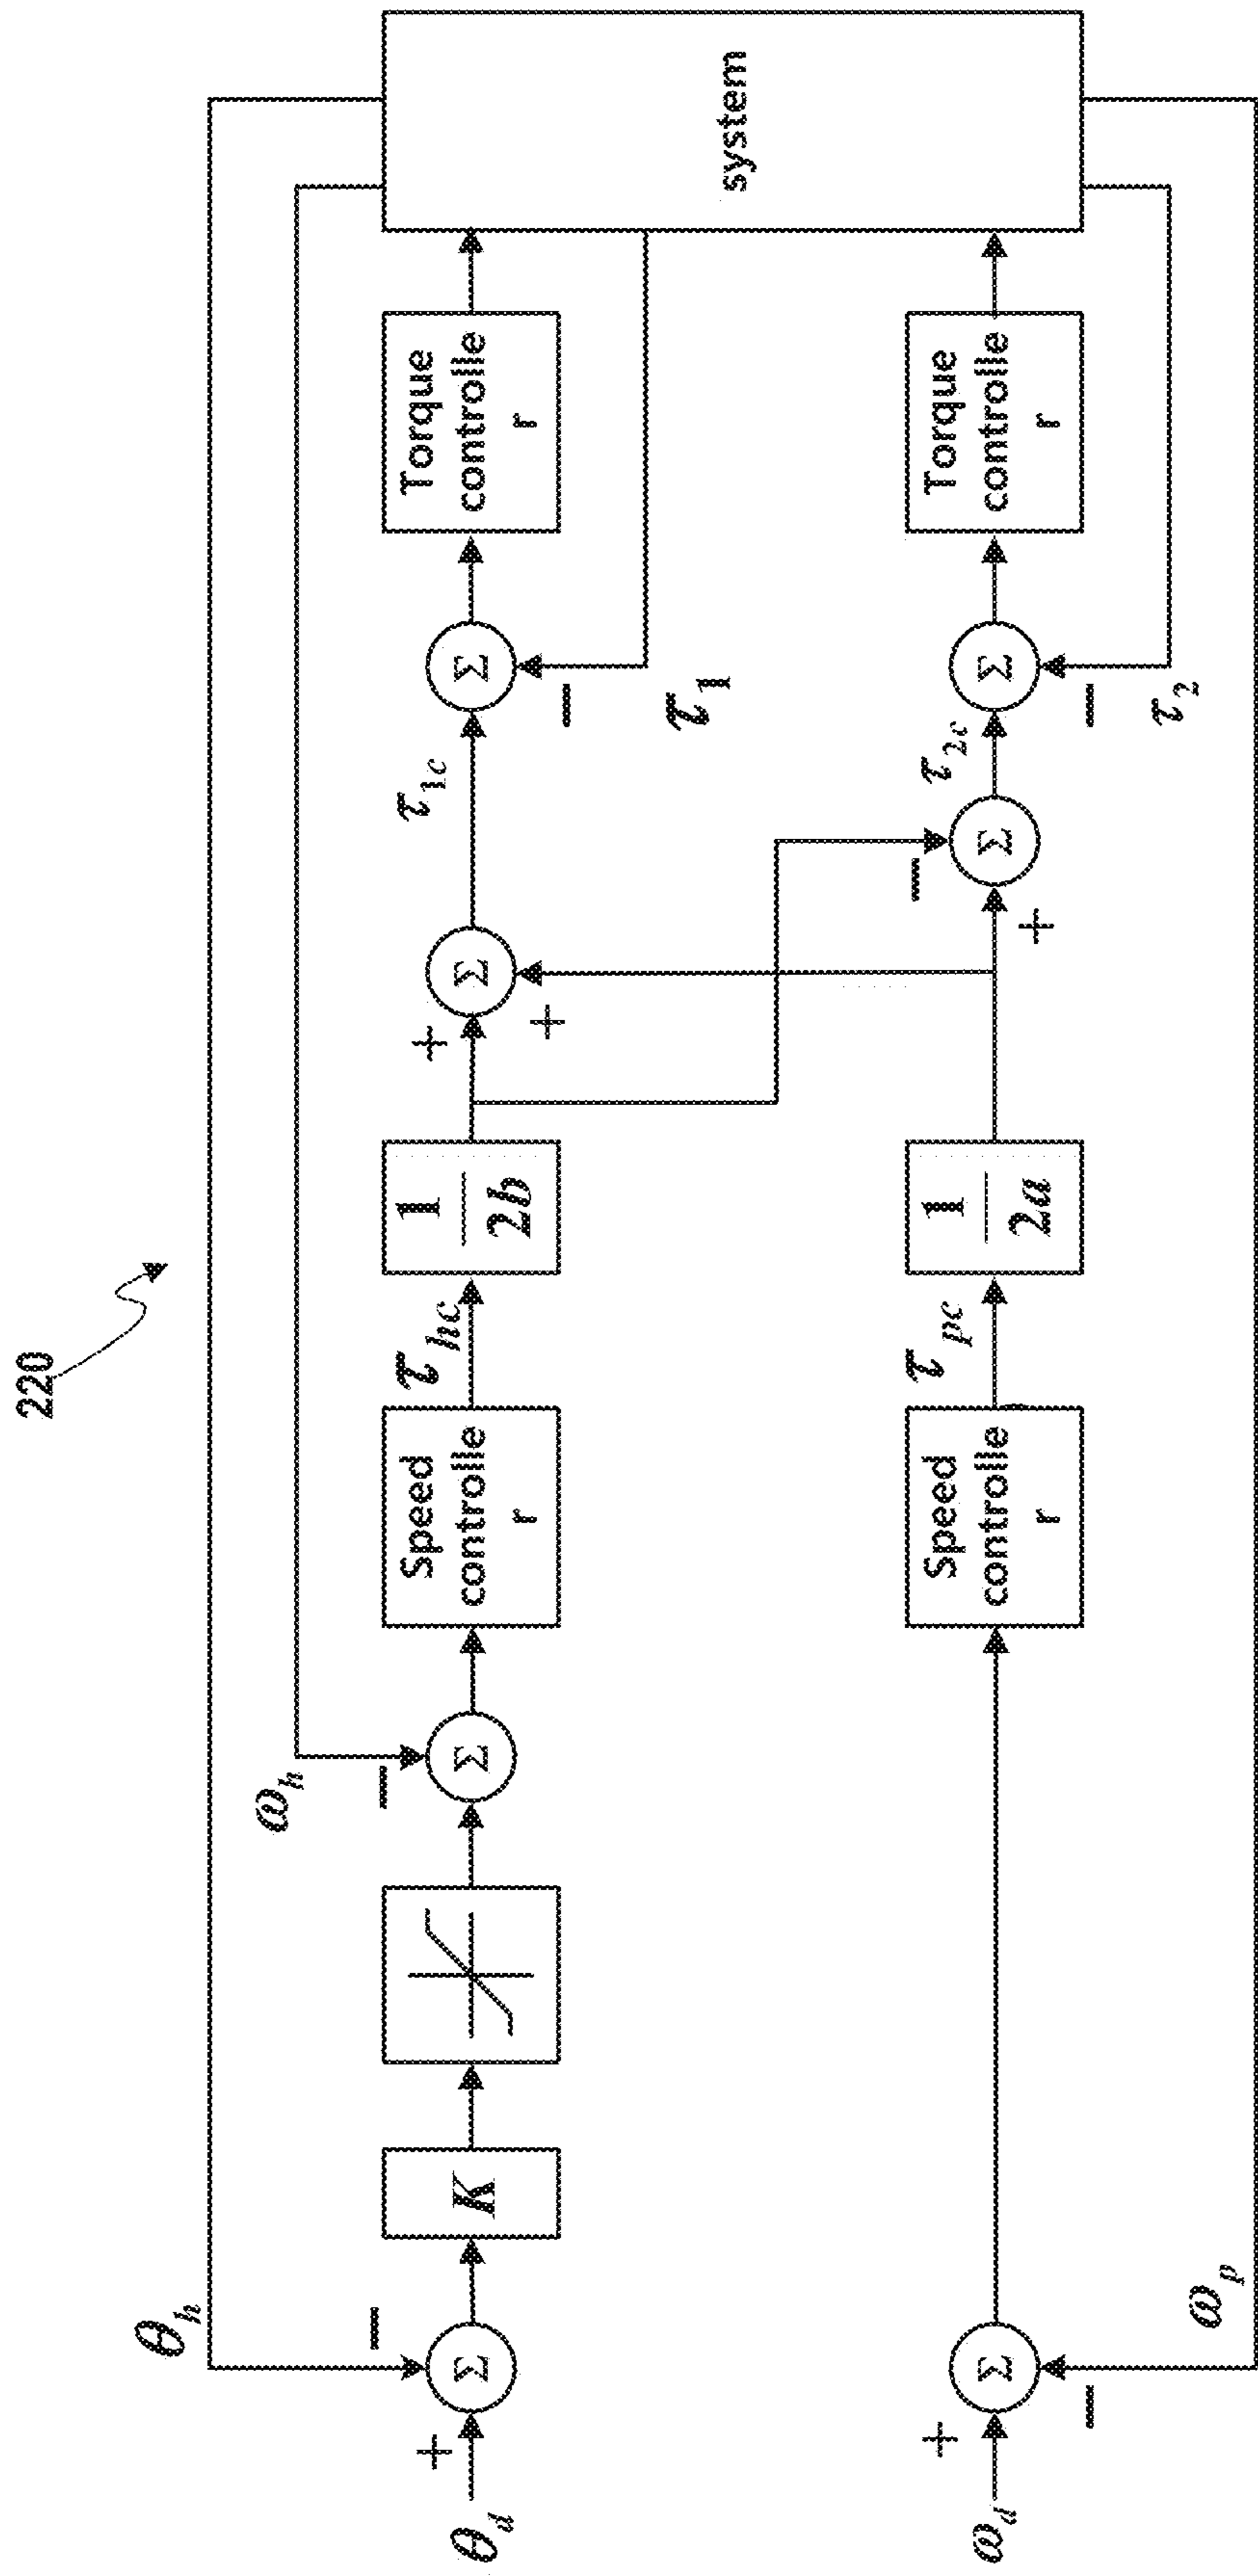 220
θh
ωh
θd
+
−
Σ
K
−
Σ
Speed
controlle
r
τhc
1
2b
+
+
Σ
τ1c
Σ
−
τ1
Torque
controlle
r
system
ωd
+
−
Σ
ωp
Speed
controlle
r
τpc
1
2a
+
−
Σ
τ2c
Σ
−
τ2
Torque
controlle
r